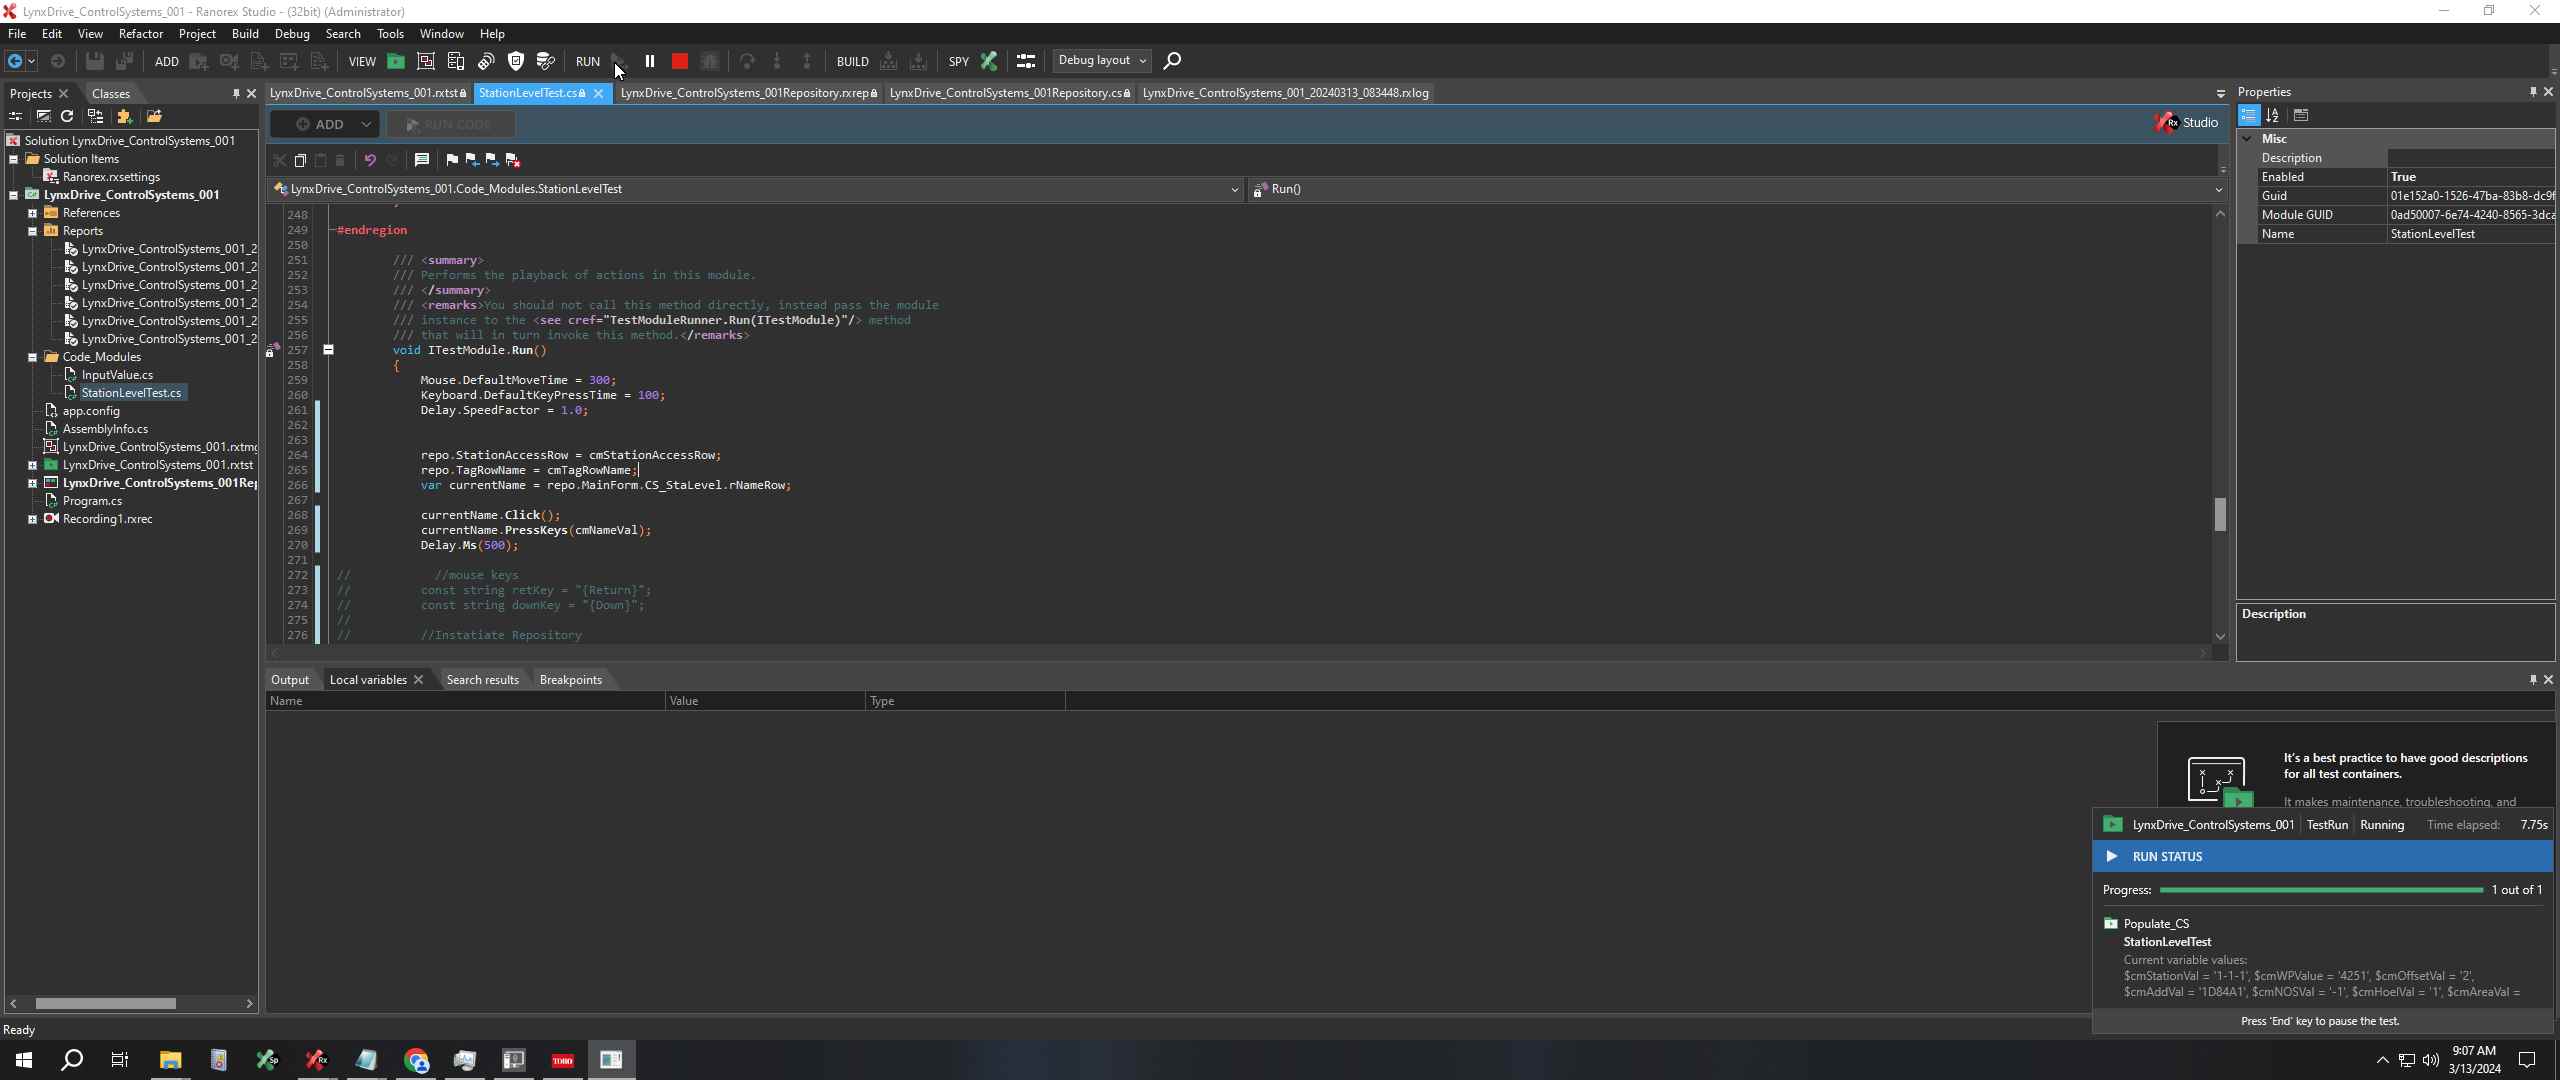 LynxDrive_ControlSystems_001 - Ranorex Studio - (32bit) (Administrator)
File Edit View Refactor Project Build Debug Search Tools Window Help
ADD VIEW RUN BUILD SPY Debug layout
Projects Classes
LynxDrive_ControlSystems_001.rxtst StationLevelTest.cs LynxDrive_ControlSystems_001Repository.rxrep LynxDrive_ControlSystems_001Repository.cs LynxDrive_ControlSystems_001_20240313_083448.rxlog
ADD RUN CODE
Rx Studio
LynxDrive_ControlSystems_001.Code_Modules.StationLevelTest Run()
Solution LynxDrive_ControlSystems_001
Solution Items
Ranorex.rxsettings
LynxDrive_ControlSystems_001
References
Reports
LynxDrive_ControlSystems_001_2
LynxDrive_ControlSystems_001_2
LynxDrive_ControlSystems_001_2
LynxDrive_ControlSystems_001_2
LynxDrive_ControlSystems_001_2
LynxDrive_ControlSystems_001_2
Code_Modules
InputValue.cs
StationLevelTest.cs
app.config
AssemblyInfo.cs
LynxDrive_ControlSystems_001.rxtmg
LynxDrive_ControlSystems_001.rxtst
LynxDrive_ControlSystems_001Rep
Program.cs
Recording1.rxrec
248
249 #endregion
250
251 /// <summary>
252 /// Performs the playback of actions in this module.
253 /// </summary>
254 /// <remarks>You should not call this method directly, instead pass the module
255 /// instance to the <see cref="TestModuleRunner.Run(ITestModule)"/> method
256 /// that will in turn invoke this method.</remarks>
257 void ITestModule.Run()
258 {
259 Mouse.DefaultMoveTime = 300;
260 Keyboard.DefaultKeyPressTime = 100;
261 Delay.SpeedFactor = 1.0;
262
263
264 repo.StationAccessRow = cmStationAccessRow;
265 repo.TagRowName = cmTagRowName;
266 var currentName = repo.MainForm.CS_StaLevel.rNameRow;
267
268 currentName.Click();
269 currentName.PressKeys(cmNameVal);
270 Delay.Ms(500);
271
272 // //mouse keys
273 // const string retKey = "{Return}";
274 // const string downKey = "{Down}";
275 //
276 // //Instatiate Repository
Properties
Misc
Description
Enabled True
Guid 01e152a0-1526-47ba-83b8-dc9f
Module GUID 0ad50007-6e74-4240-8565-3dca
Name StationLevelTest
Description
Output Local variables Search results Breakpoints
Name Value Type
It's a best practice to have good descriptions
for all test containers.
It makes maintenance, troubleshooting, and
LynxDrive_ControlSystems_001 TestRun Running Time elapsed: 7.75s
RUN STATUS
Progress: 1 out of 1
Populate_CS
StationLevelTest
Current variable values:
$cmStationVal = '1-1-1', $cmWPValue = '4251', $cmOffsetVal = '2',
$cmAddVal = '1D84A1', $cmNOSVal = '-1', $cmHoelVal = '1', $cmAreaVal =
Press 'End' key to pause the test.
Ready
Sp
Rx
TORO
9:07 AM
3/13/2024